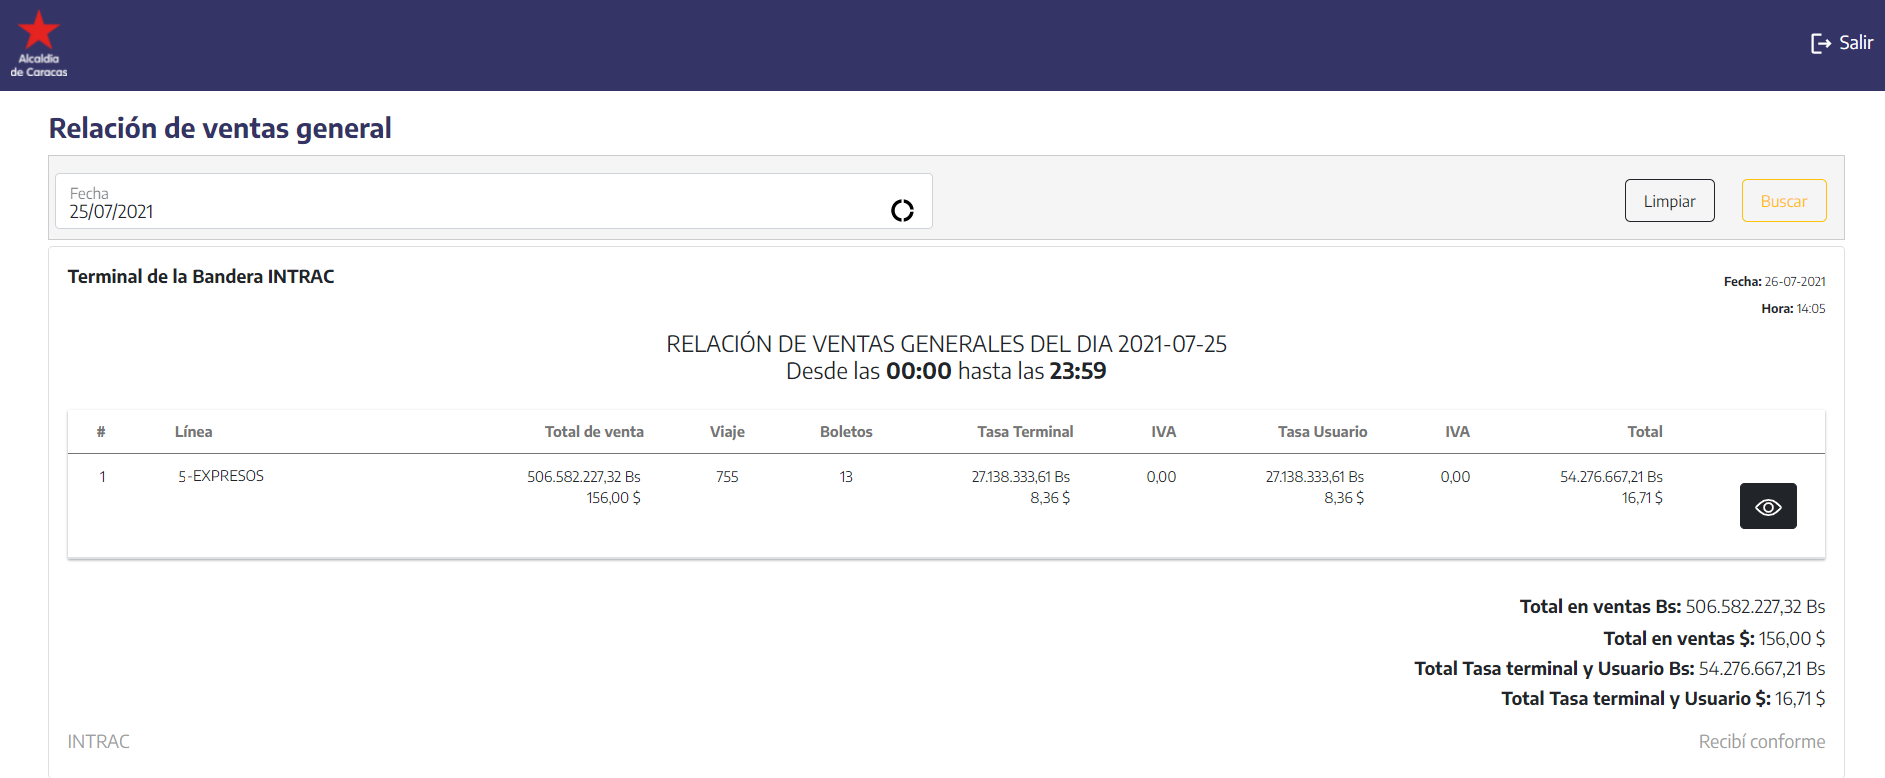 Alcaldía
de Caracas
Salir
Relación de ventas general
Fecha
25/07/2021
Limpiar
Buscar
Terminal de la Bandera INTRAC
Fecha: 26-07-2021
Hora: 14:05
RELACIÓN DE VENTAS GENERALES DEL DIA 2021-07-25
Desde las 00:00 hasta las 23:59
# Línea Total de venta Viaje Boletos Tasa Terminal IVA Tasa Usuario IVA Total
1 5-EXPRESOS 506.582.227,32 Bs 755 13 27.138.333,61 Bs 0,00 27.138.333,61 Bs 0,00 54.276.667,21 Bs
156,00 $ 8,36 $ 8,36 $ 16,71 $
Total en ventas Bs: 506.582.227,32 Bs
Total en ventas $: 156,00 $
Total Tasa terminal y Usuario Bs: 54.276.667,21 Bs
Total Tasa terminal y Usuario $: 16,71 $
INTRAC Recibí conforme